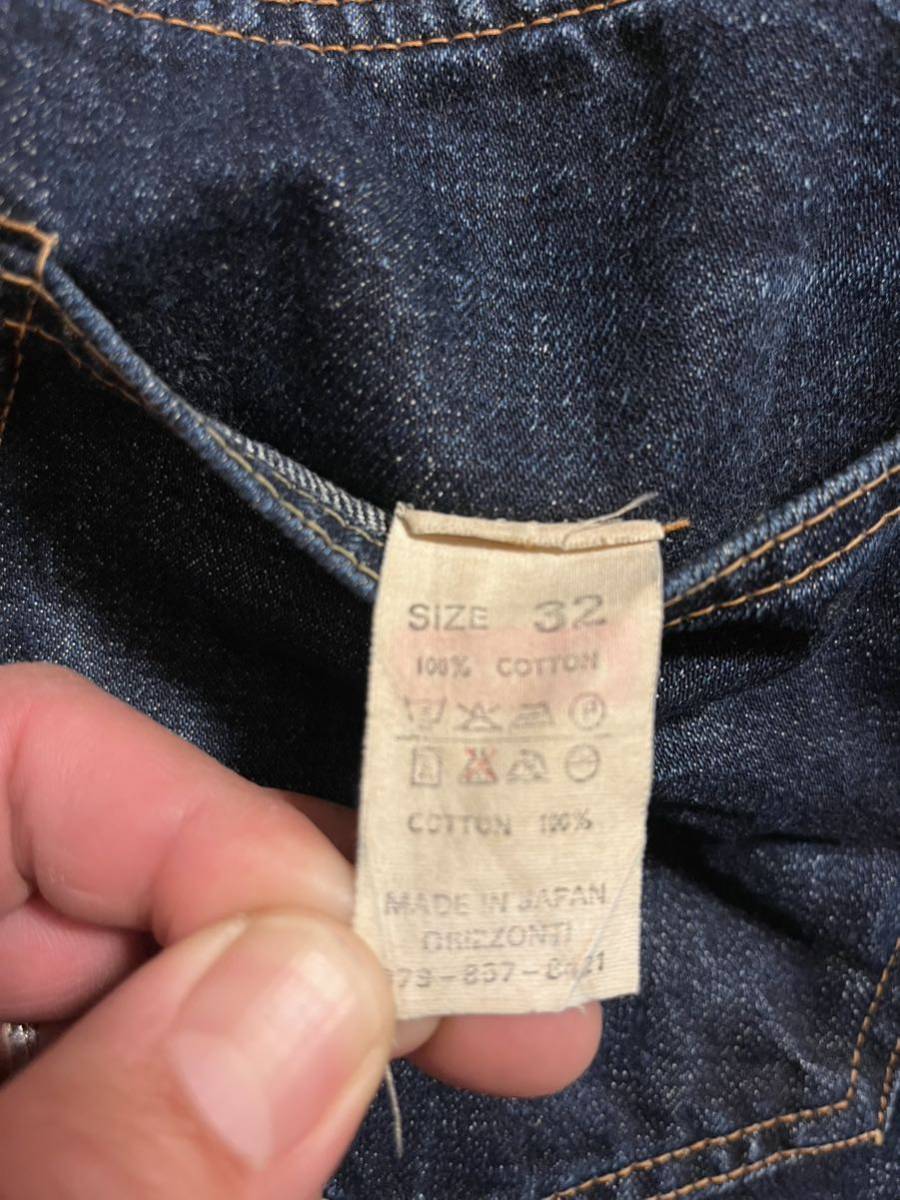 SIZE 32
100% COTTON
COTTON 100%
MADE IN JAPAN
ORIZZONTI